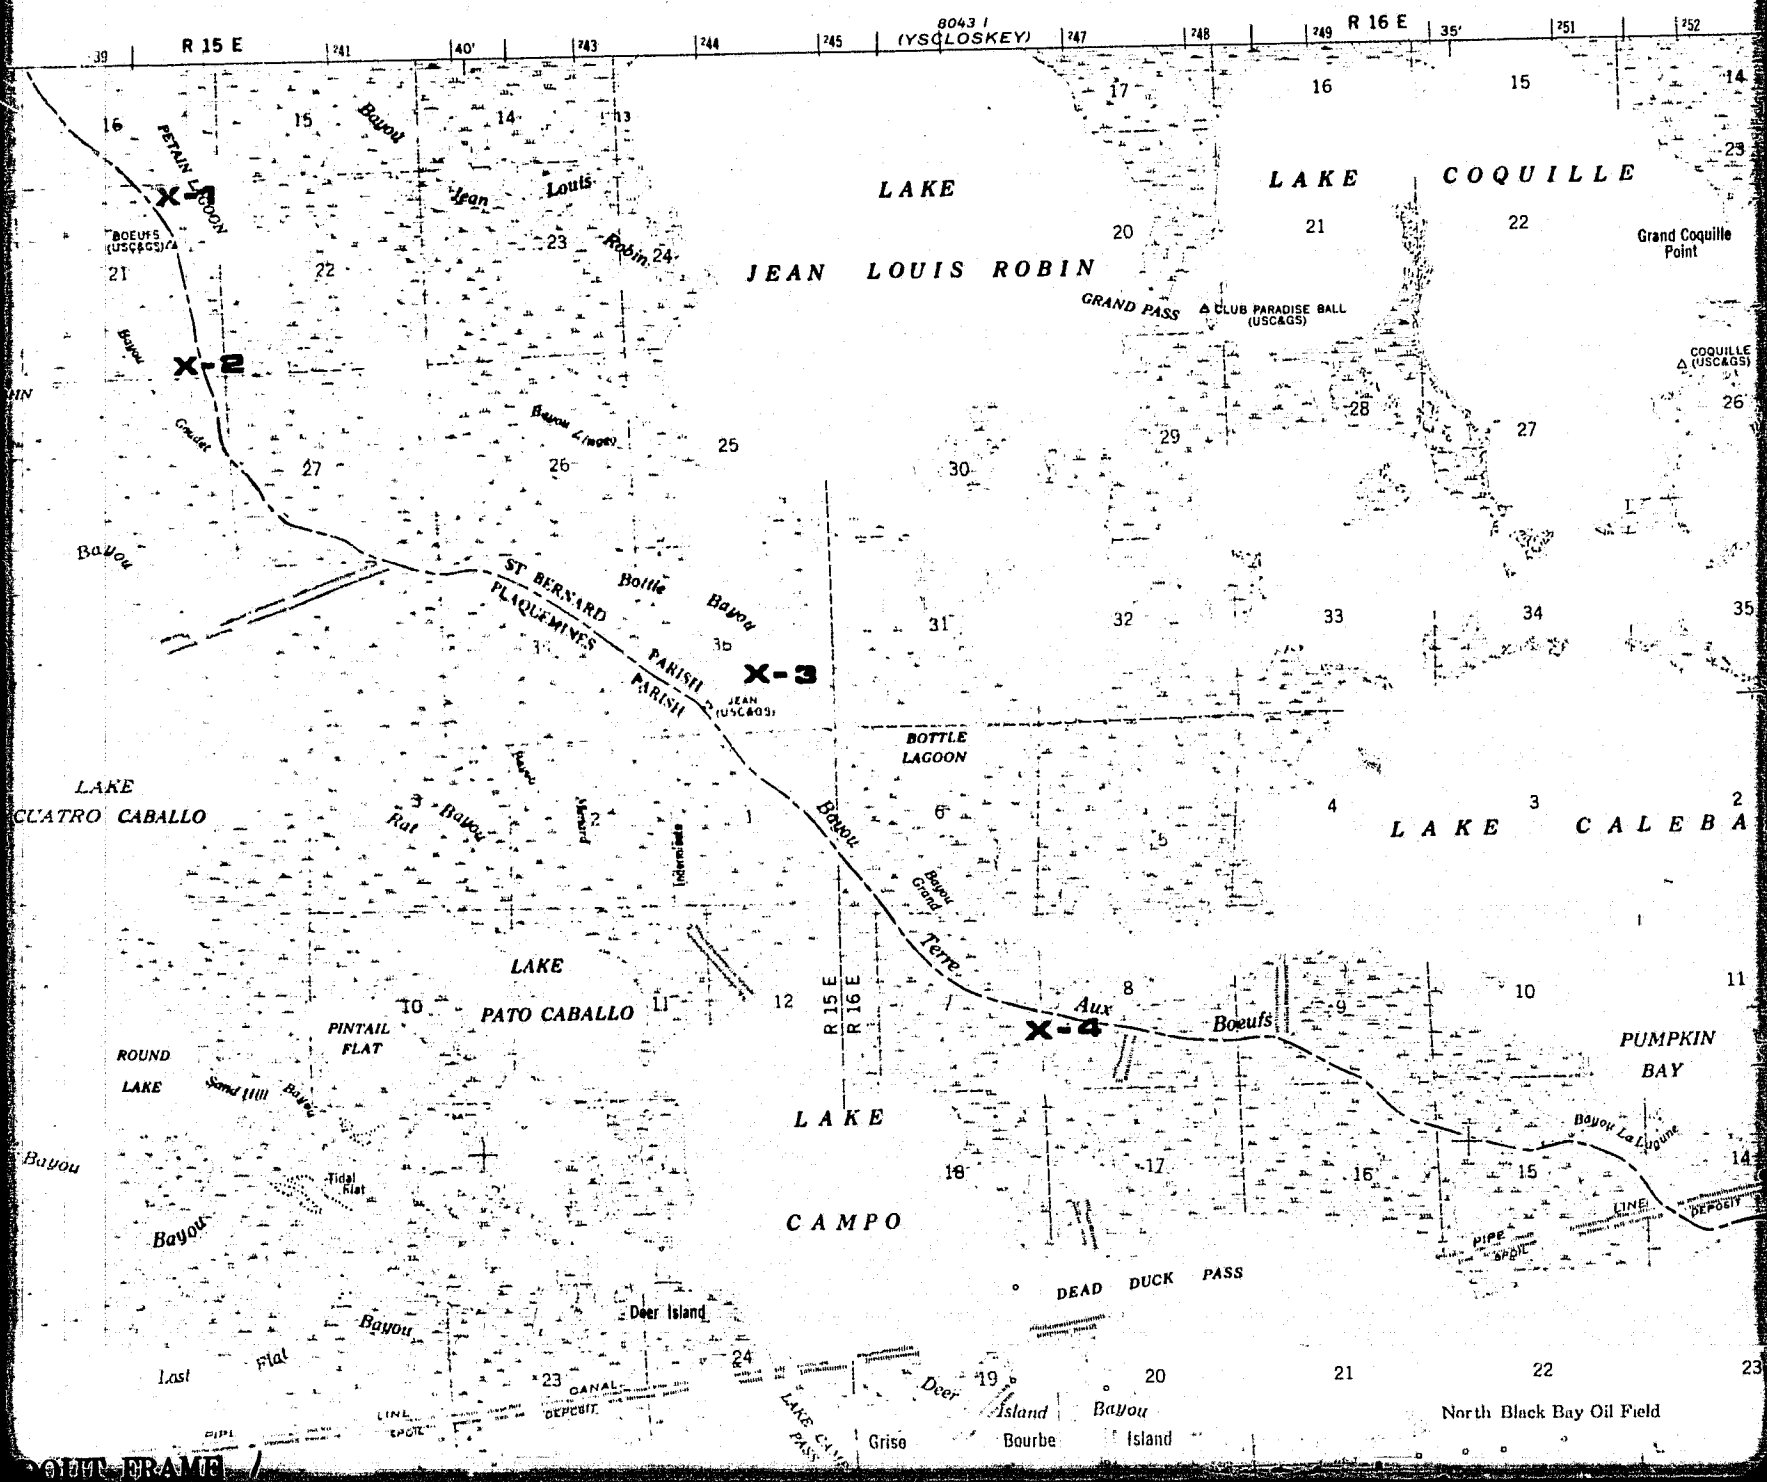 8043 I
(YSCLOSKEY)
39
R 15 E
241
40'
243
244
245
247
248
249
R 16 E
35'
251
252
16
15
Bayou
14
13
17
16
15
14
PETAIN LAGOON
X-1
Jean
Louis
Robin
LAKE
JEAN LOUIS ROBIN
LAKE COQUILLE
23
BOEUFS
(USC&GS)
21
22
23
24
20
21
22
Grand Coquille
Point
GRAND PASS
CLUB PARADISE BALL
(USC&GS)
COQUILLE
(USC&GS)
Bayou
X-2
Bayou
25
26
27
28
29
30
27
26
Bayou
ST BERNARD
PLAQUEMINES
PARISH
PARISH
Bottle
Bayou
31
32
33
34
35
X-3
JEAN
(USC&GS)
BOTTLE
LAGOON
LAKE
CUATRO CABALLO
3
Rat
Bayou
Bayou
2
1
Bayou
6
5
4
3
2
LAKE CALEBA
Bayou
Grand
Terre
LAKE
PATO CABALLO
10
11
12
R 15 E
R 16 E
Aux
8
X-4
Boeufs
9
10
11
PINTAIL
FLAT
ROUND
LAKE
Sand Hill
Bayou
PUMPKIN
BAY
LAKE
CAMPO
Bayou
Tidal
Flat
Bayou
18
17
16
15
14
Bayou La Lugune
PIPE
LINE
SPOIL
DEPOSIT
DEAD DUCK PASS
Deer Island
Bayou
Lost
Flat
23
24
CANAL
PIPE
LINE
SPOIL
DEPOSIT
LAKE
PASS
Deer
19
Island
Bayou
20
21
22
23
Griso
Bourbe
Island
North Black Bay Oil Field